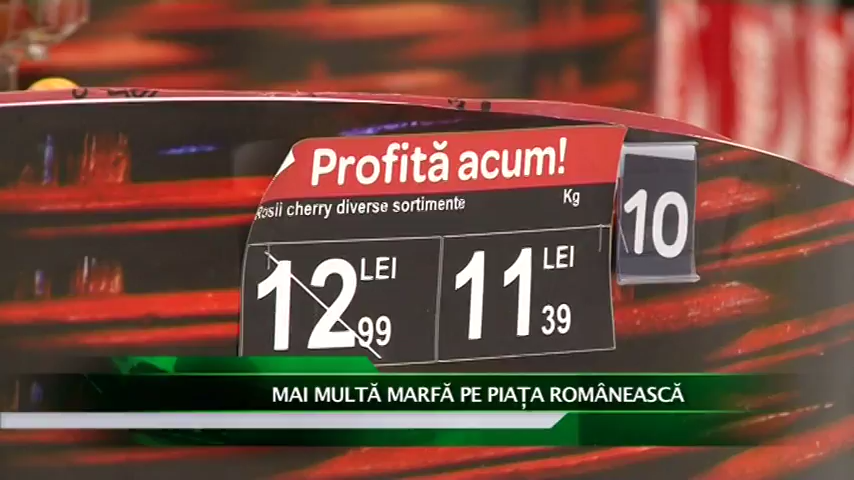 Profită acum!
Rosii cherry diverse sortimente Kg
12 LEI 99
11 LEI 39
10
MAI MULTĂ MARFĂ PE PIAȚA ROMÂNEASCĂ